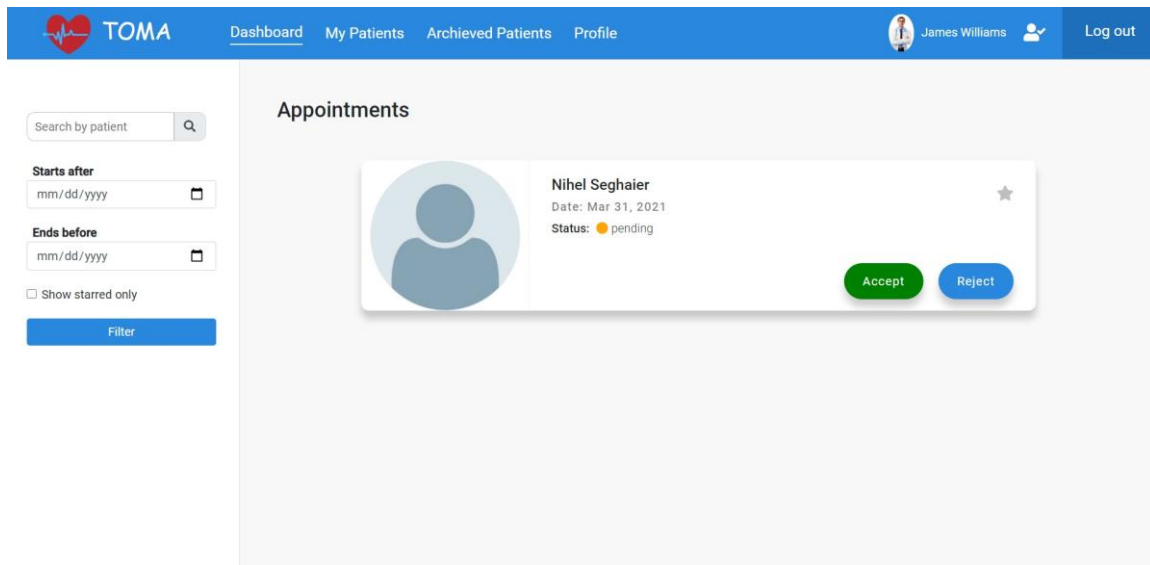 TOMA Dashboard My Patients Archieved Patients Profile James Williams Log out
Search by patient
Starts after
mm/dd/yyyy
Ends before
mm/dd/yyyy
Show starred only
Filter
Appointments
Nihel Seghaier
Date: Mar 31, 2021
Status: pending
Accept Reject